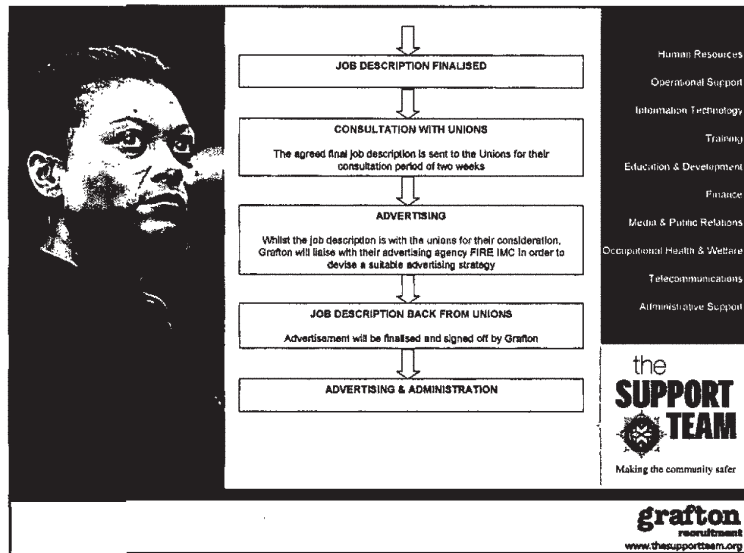 JOB DESCRIPTION FINALISED
CONSULTATION WITH UNIONS
The agreed final job description is sent to the Unions for their
consultation period of two weeks
ADVERTISING
Whilst the job description is with the unions for their consideration,
Grafton will liaise with their advertising agency FIRE IMC in order to
devise a suitable advertising strategy
JOB DESCRIPTION BACK FROM UNIONS
Advertisement will be finalised and signed off by Grafton
ADVERTISING & ADMINISTRATION
Human Resources
Operational Support
Information Technology
Training
Education & Development
Finance
Media & Public Relations
Occupational Health & Welfare
Telecommunications
Administrative Support
the
SUPPORT
TEAM
Making the community safer
grafton
recruitment
www.thesupportteam.org